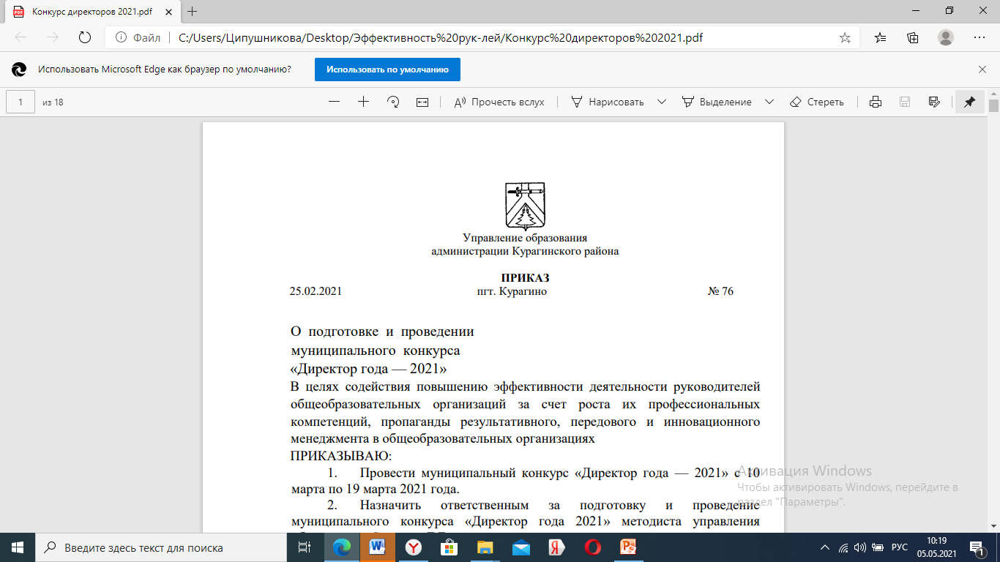 Конкурс директоров 2021.pdf
Файл
C:/Users/Ципушникова/Desktop/Эффективность%20рук-лей/Конкурс%20директоров%202021.pdf
Использовать Microsoft Edge как браузер по умолчанию?
Использовать по умолчанию
1
из 18
Прочесть вслух
Нарисовать
Выделение
Стереть
Управление образования
администрации Курагинского района
ПРИКАЗ
25.02.2021 пгт. Курагино № 76
О подготовке и проведении
муниципального конкурса
«Директор года — 2021»
В целях содействия повышению эффективности деятельности руководителей
общеобразовательных организаций за счет роста их профессиональных
компетенций, пропаганды результативного, передового и инновационного
менеджмента в общеобразовательных организациях
ПРИКАЗЫВАЮ:
1. Провести муниципальный конкурс «Директор года — 2021» с 10
марта по 19 марта 2021 года.
2. Назначить ответственным за подготовку и проведение
муниципального конкурса «Директор года 2021» методиста управления
Активация Windows
Чтобы активировать Windows, перейдите в
раздел "Параметры".
Введите здесь текст для поиска
РУС
10:19
05.05.2021
1